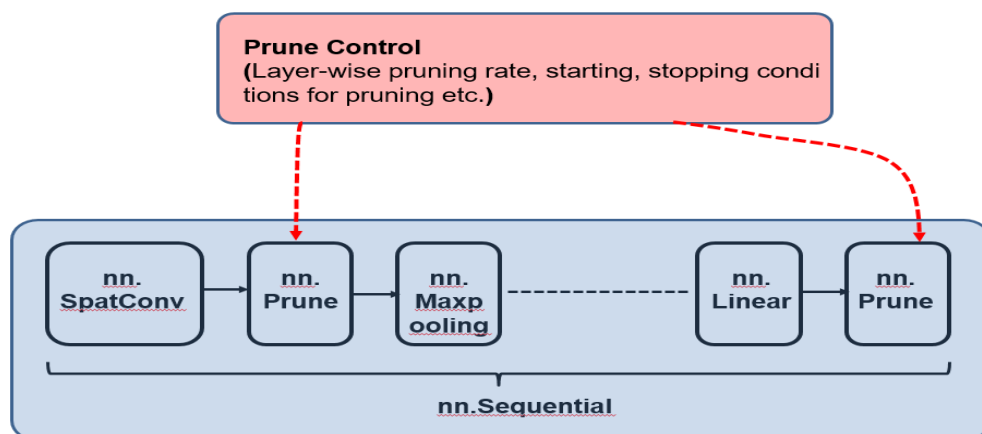 Prune Control
(Layer-wise pruning rate, starting, stopping condi
tions for pruning etc.)
nn.
SpatConv
nn.
Prune
nn.
Maxp
ooling
nn.
Linear
nn.
Prune
nn.Sequential